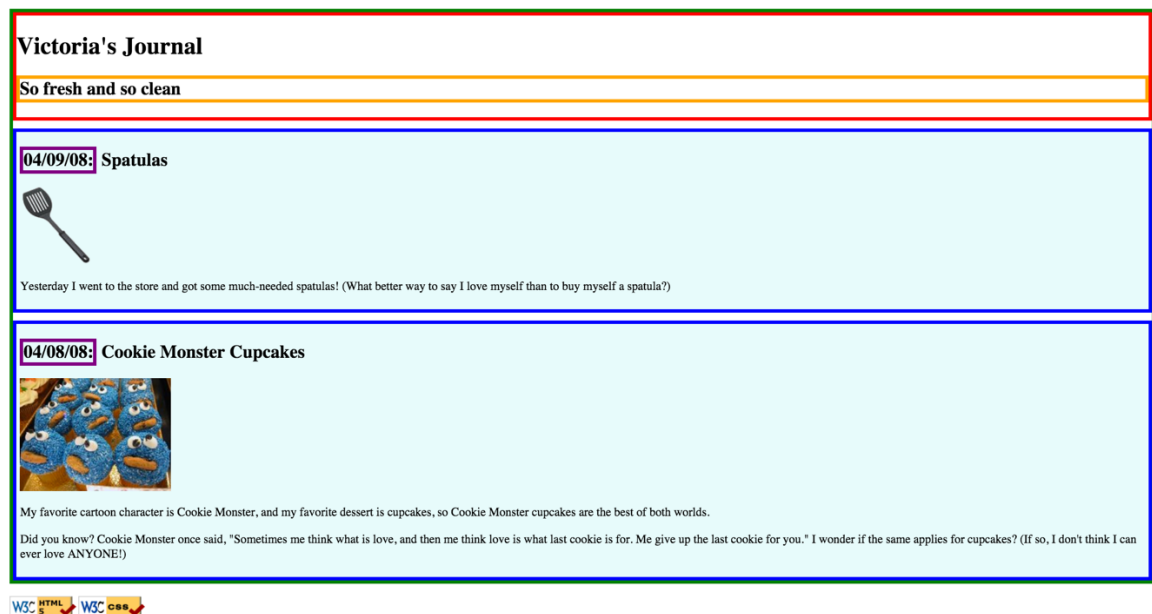 Victoria's Journal
So fresh and so clean
04/09/08: Spatulas
Yesterday I went to the store and got some much-needed spatulas! (What better way to say I love myself than to buy myself a spatula?)
04/08/08: Cookie Monster Cupcakes
My favorite cartoon character is Cookie Monster, and my favorite dessert is cupcakes, so Cookie Monster cupcakes are the best of both worlds.
Did you know? Cookie Monster once said, "Sometimes me think what is love, and then me think love is what last cookie is for. Me give up the last cookie for you." I wonder if the same applies for cupcakes? (If so, I don't think I can
ever love ANYONE!)
W3C HTML 5 W3C css